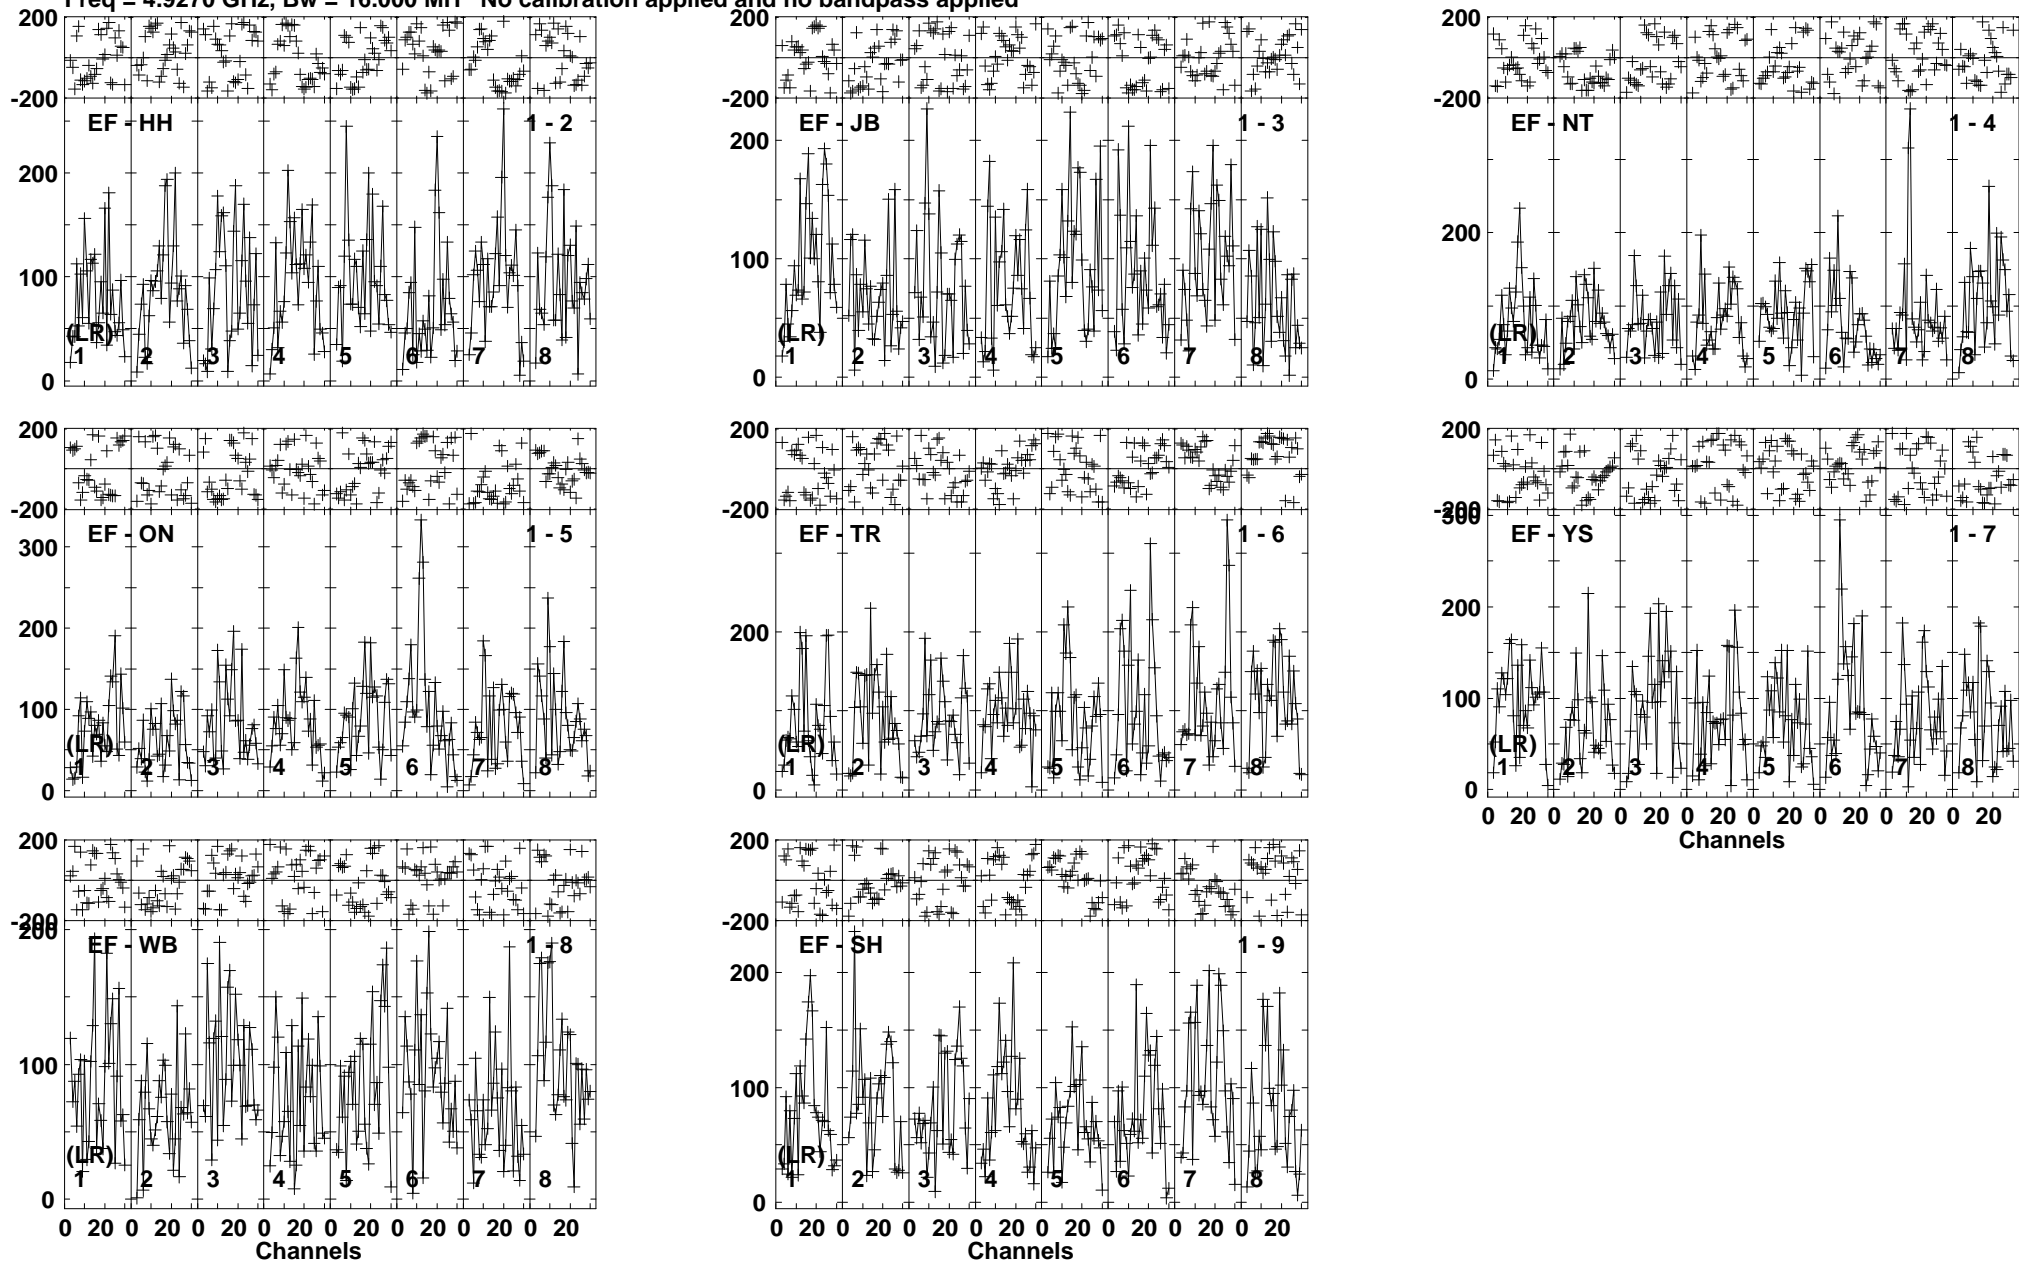 Freq = 4.9270 GHz, Bw = 16.000 MH No calibration applied and no bandpass applied
200
-200
EF - HH 1 - 2
200
100
0
(LR)
1 2 3 4 5 6 7 8
200
-200
EF - JB 1 - 3
200
100
0
(LR)
1 2 3 4 5 6 7 8
200
-200
EF - NT 1 - 4
200
0
(LR)
1 2 3 4 5 6 7 8
200
-200
EF - ON 1 - 5
300
200
100
0
(LR)
1 2 3 4 5 6 7 8
200
-200
EF - TR 1 - 6
200
0
(LR)
1 2 3 4 5 6 7 8
200
-200
300
EF - YS 1 - 7
200
100
0
(LR)
1 2 3 4 5 6 7 8
0 20 0 20 0 20 0 20 0 20 0 20 0 20 0 20
Channels
200
-200
200
EF - WB 1 - 8
100
0
(LR)
1 2 3 4 5 6 7 8
0 20 0 20 0 20 0 20 0 20 0 20 0 20 0 20
Channels
200
-200
EF - SH 1 - 9
200
100
0
(LR)
1 2 3 4 5 6 7 8
0 20 0 20 0 20 0 20 0 20 0 20 0 20 0 20
Channels